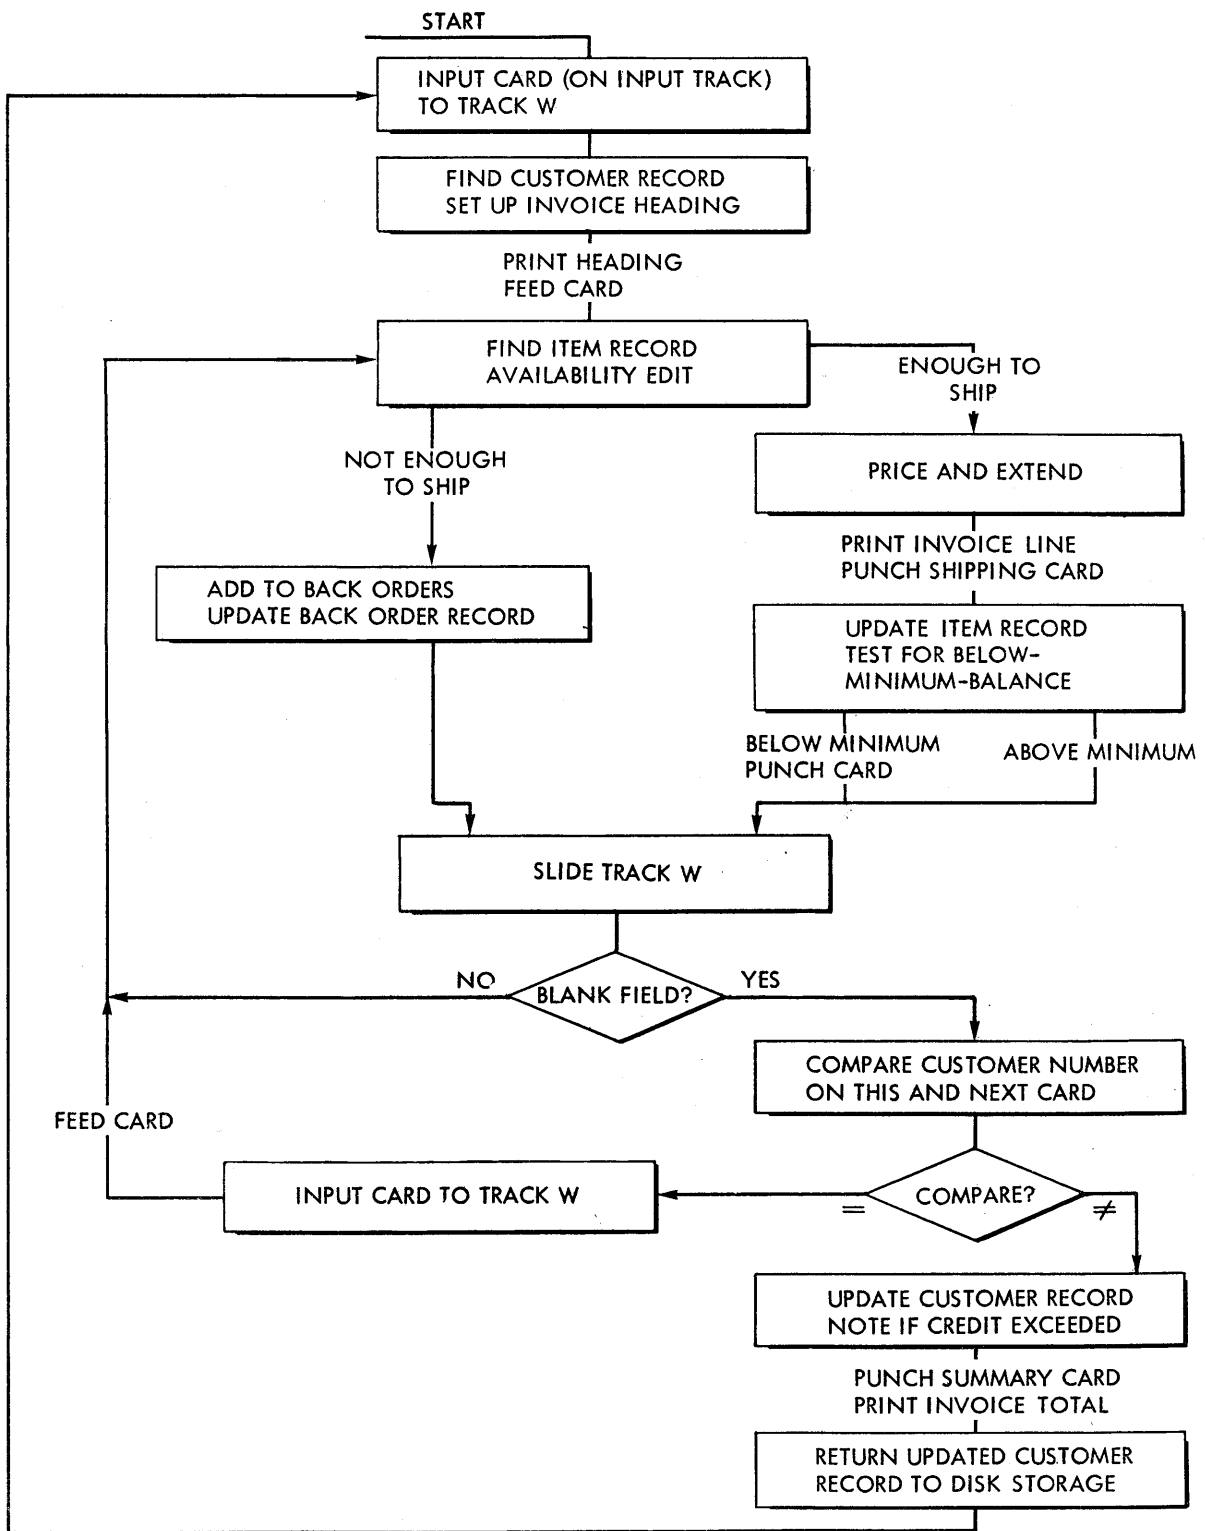 START
INPUT CARD (ON INPUT TRACK)
TO TRACK W
FIND CUSTOMER RECORD
SET UP INVOICE HEADING
PRINT HEADING
FEED CARD
FIND ITEM RECORD
AVAILABILITY EDIT
ENOUGH TO
SHIP
NOT ENOUGH
TO SHIP
PRICE AND EXTEND
PRINT INVOICE LINE
PUNCH SHIPPING CARD
ADD TO BACK ORDERS
UPDATE BACK ORDER RECORD
UPDATE ITEM RECORD
TEST FOR BELOW-
MINIMUM-BALANCE
BELOW MINIMUM
PUNCH CARD
ABOVE MINIMUM
SLIDE TRACK W
NO
BLANK FIELD?
YES
COMPARE CUSTOMER NUMBER
ON THIS AND NEXT CARD
FEED CARD
INPUT CARD TO TRACK W
=
COMPARE?
≠
UPDATE CUSTOMER RECORD
NOTE IF CREDIT EXCEEDED
PUNCH SUMMARY CARD
PRINT INVOICE TOTAL
RETURN UPDATED CUSTOMER
RECORD TO DISK STORAGE